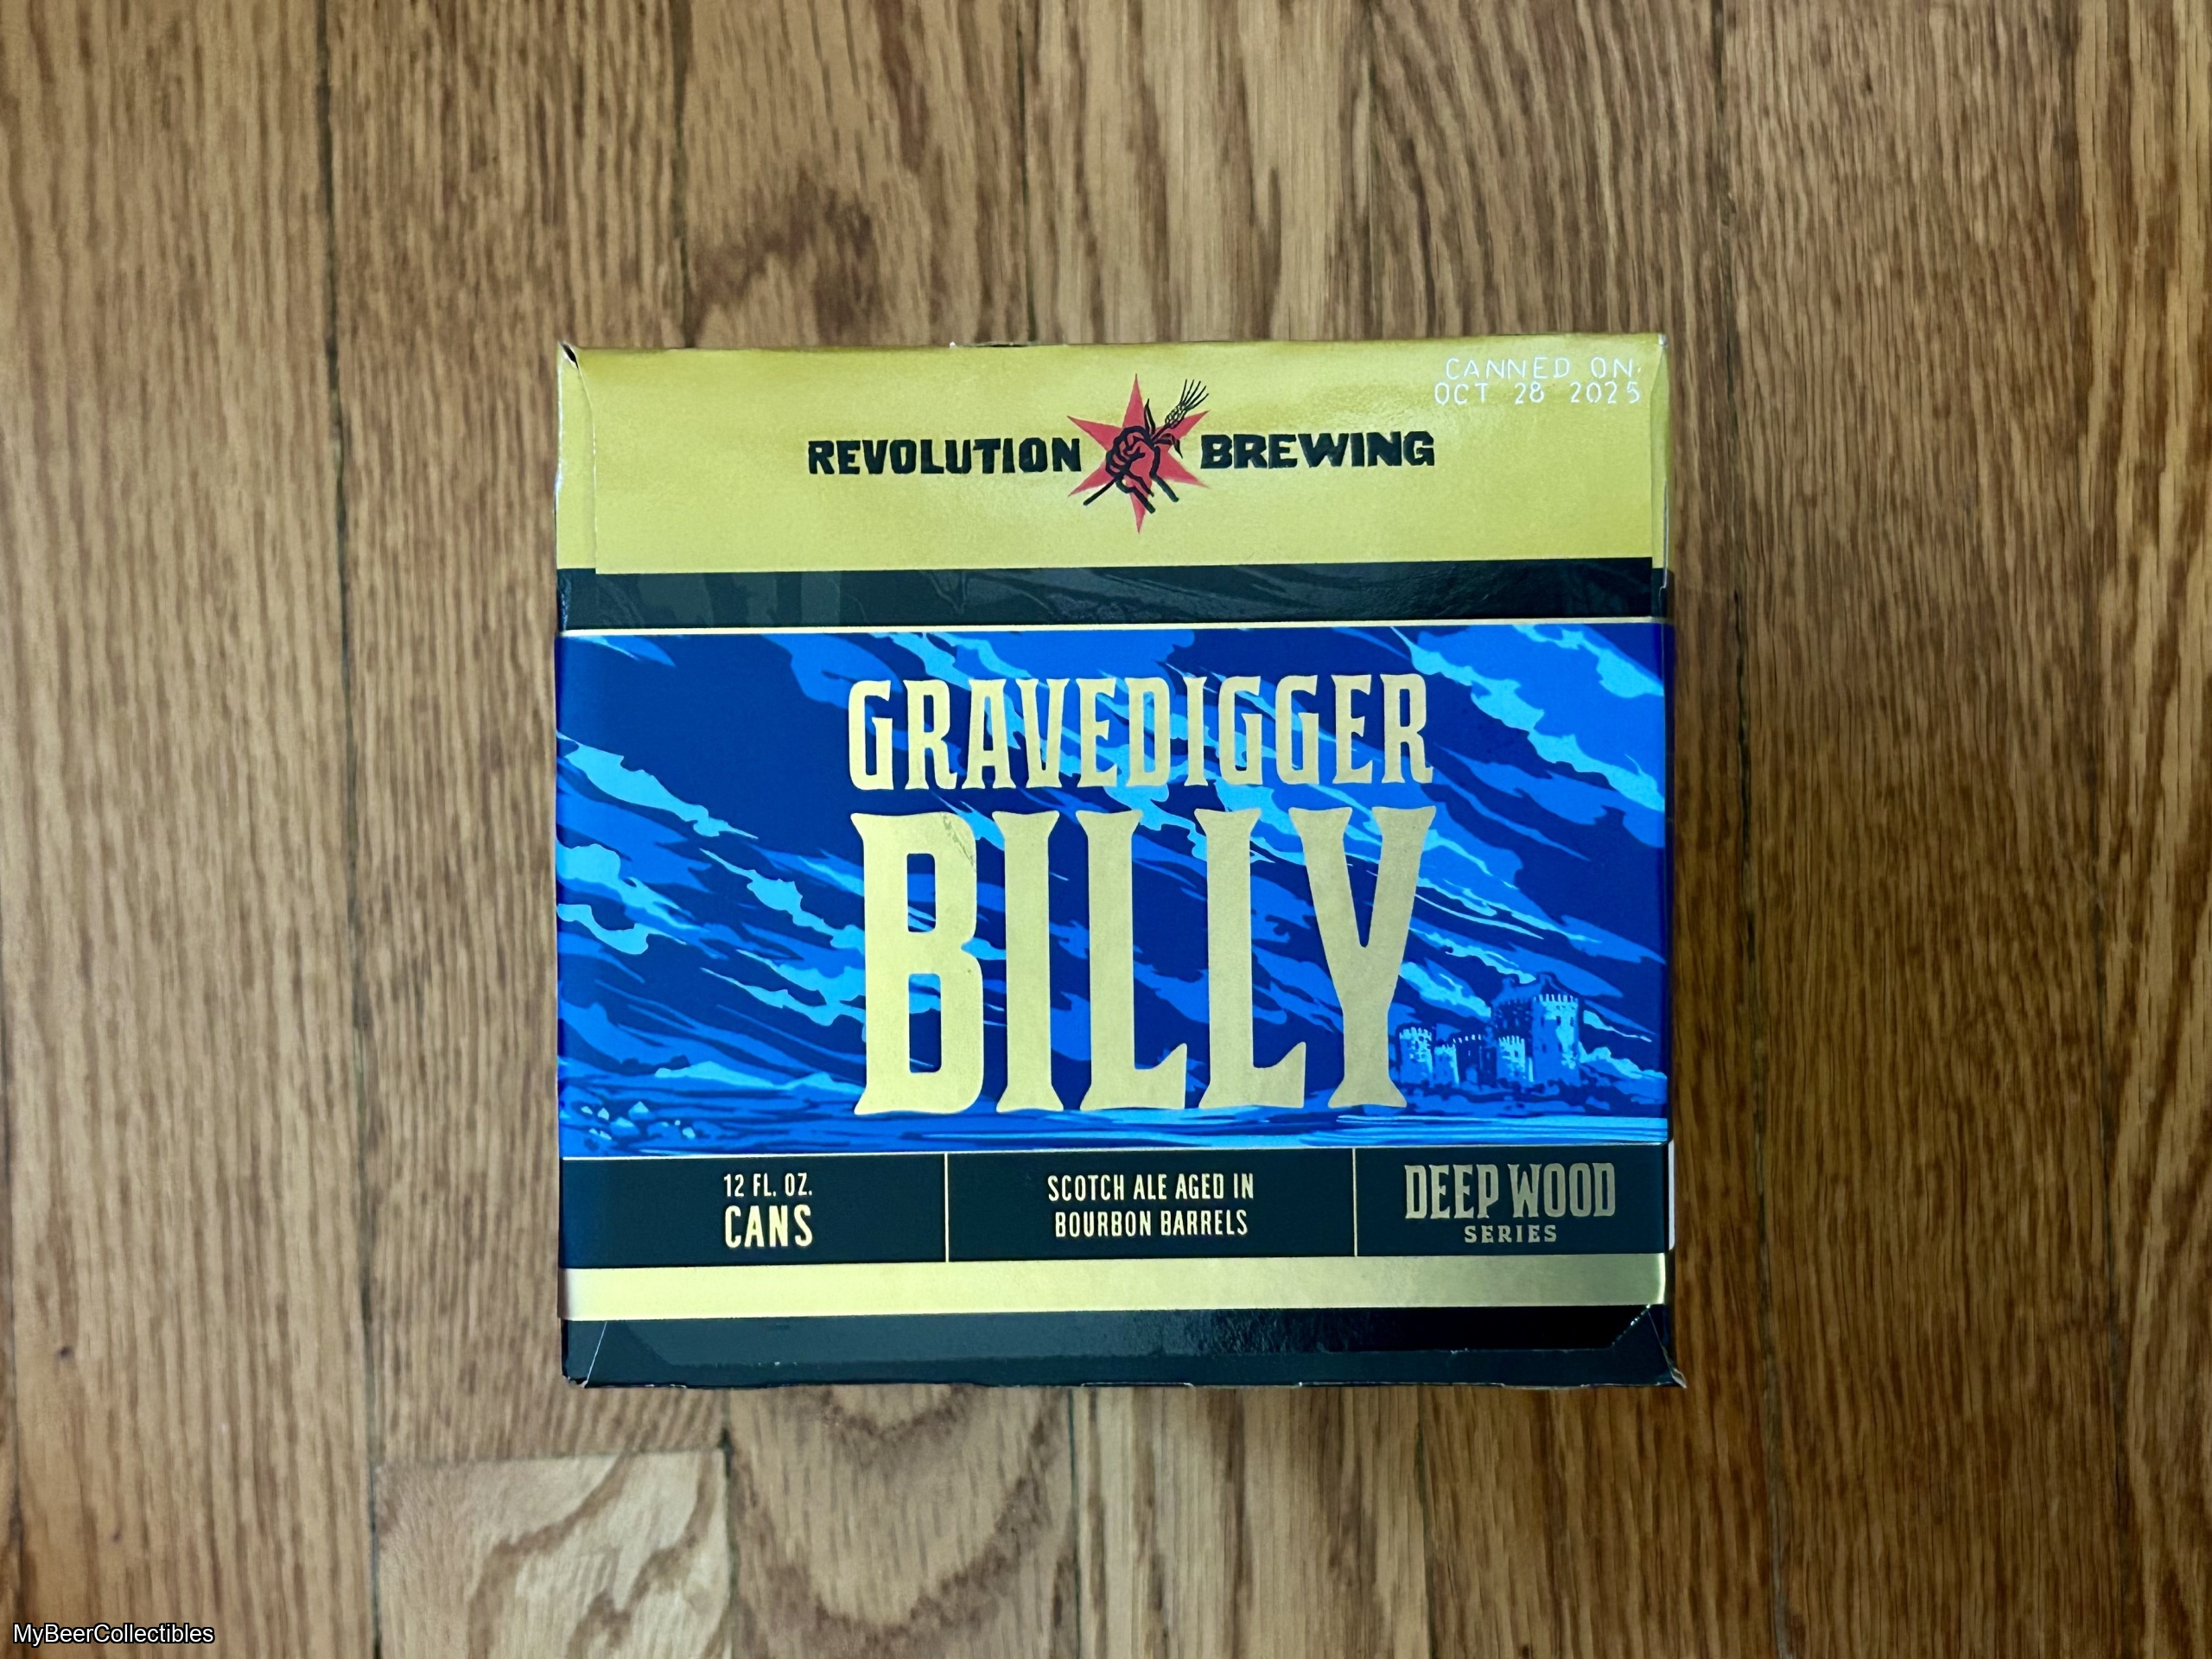 CANNED ON:
OCT 28 2025
REVOLUTION BREWING
GRAVEDIGGER
BILLY
12 FL. OZ.
CANS
SCOTCH ALE AGED IN
BOURBON BARRELS
DEEP WOOD
SERIES
MyBeerCollectibles